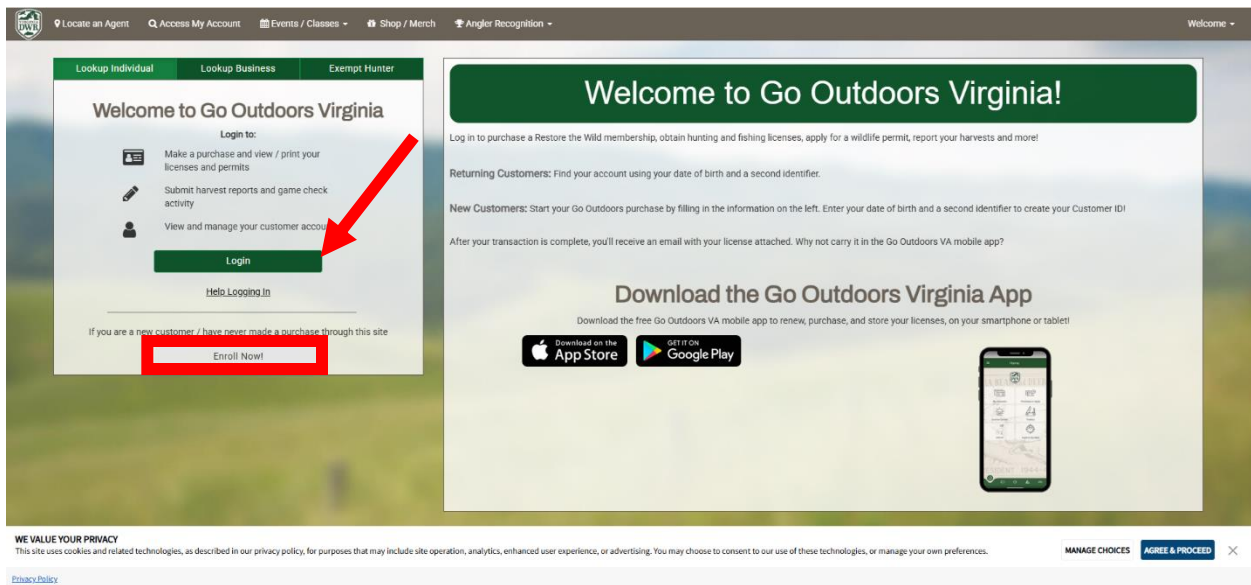 DWR
Locate an Agent
Access My Account
Events / Classes
Shop / Merch
Angler Recognition
Welcome
Lookup Individual
Lookup Business
Exempt Hunter
Welcome to Go Outdoors Virginia
Login to:
Make a purchase and view / print your
licenses and permits
Submit harvest reports and game check
activity
View and manage your customer
Login
Help Logging In
If you are a new customer / have never made a purchase through this site
Enroll Now!
Welcome to Go Outdoors Virginia!
Log in to purchase a Restore the Wild membership, obtain hunting and fishing licenses, apply for a wildlife permit, report your harvests and more!
Returning Customers: Find your account using your date of birth and a second identifier.
New Customers: Start your Go Outdoors purchase by filling in the information on the left. Enter your date of birth and a second identifier to create your Customer ID!
After your transaction is complete, you'll receive an email with your license attached. Why not carry it in the Go Outdoors VA mobile app?
Download the Go Outdoors Virginia App
Download the free Go Outdoors VA mobile app to renew, purchase, and store your licenses, on your smartphone or tablet!
Download on the
App Store
GET IT ON
Google Play
WE VALUE YOUR PRIVACY
This site uses cookies and related technologies, as described in our privacy policy, for purposes that may include site operation, analytics, enhanced user experience, or advertising. You may choose to consent to our use of these technologies, or manage your own preferences.
MANAGE CHOICES
AGREE & PROCEED
Privacy Policy